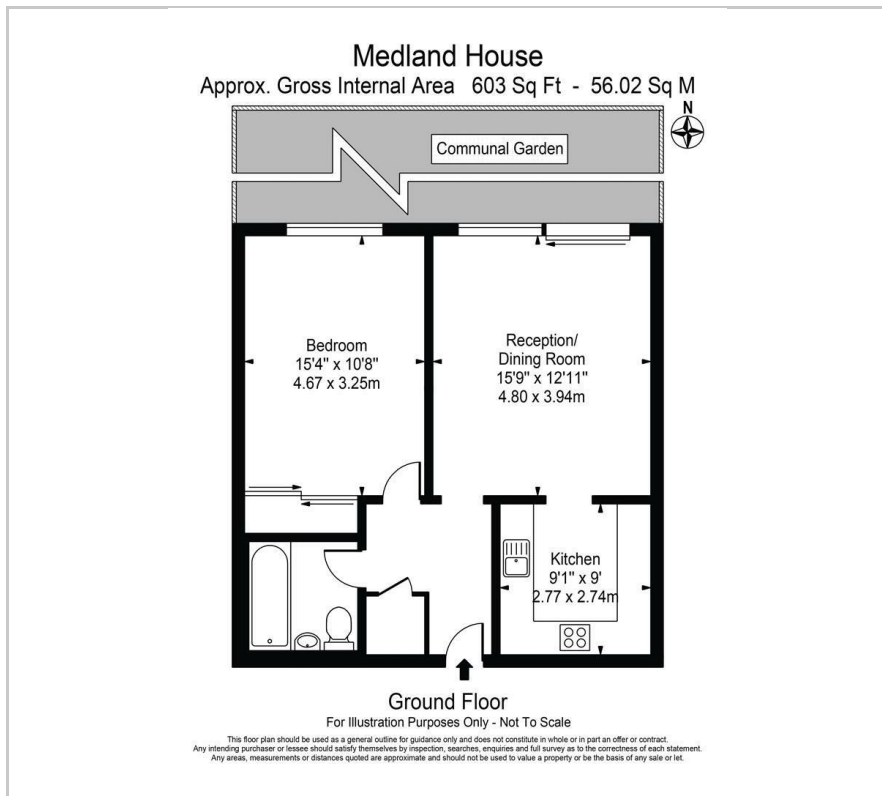 Medland House
Approx. Gross Internal Area 603 Sq Ft - 56.02 Sq M
N
Communal Garden
Bedroom
15'4" x 10'8"
4.67 x 3.25m
Reception/
Dining Room
15'9" x 12'11"
4.80 x 3.94m
Kitchen
9'1" x 9'
2.77 x 2.74m
Ground Floor
For Illustration Purposes Only - Not To Scale
This floor plan should be used as a general outline for guidance only and does not constitute in whole or in part an offer or contract.
Any intending purchaser or lessee should satisfy themselves by inspection, searches, enquiries and full survey as to the correctness of each statement.
Any areas, measurements or distances quoted are approximate and should not be used to value a property or be the basis of any sale or let.